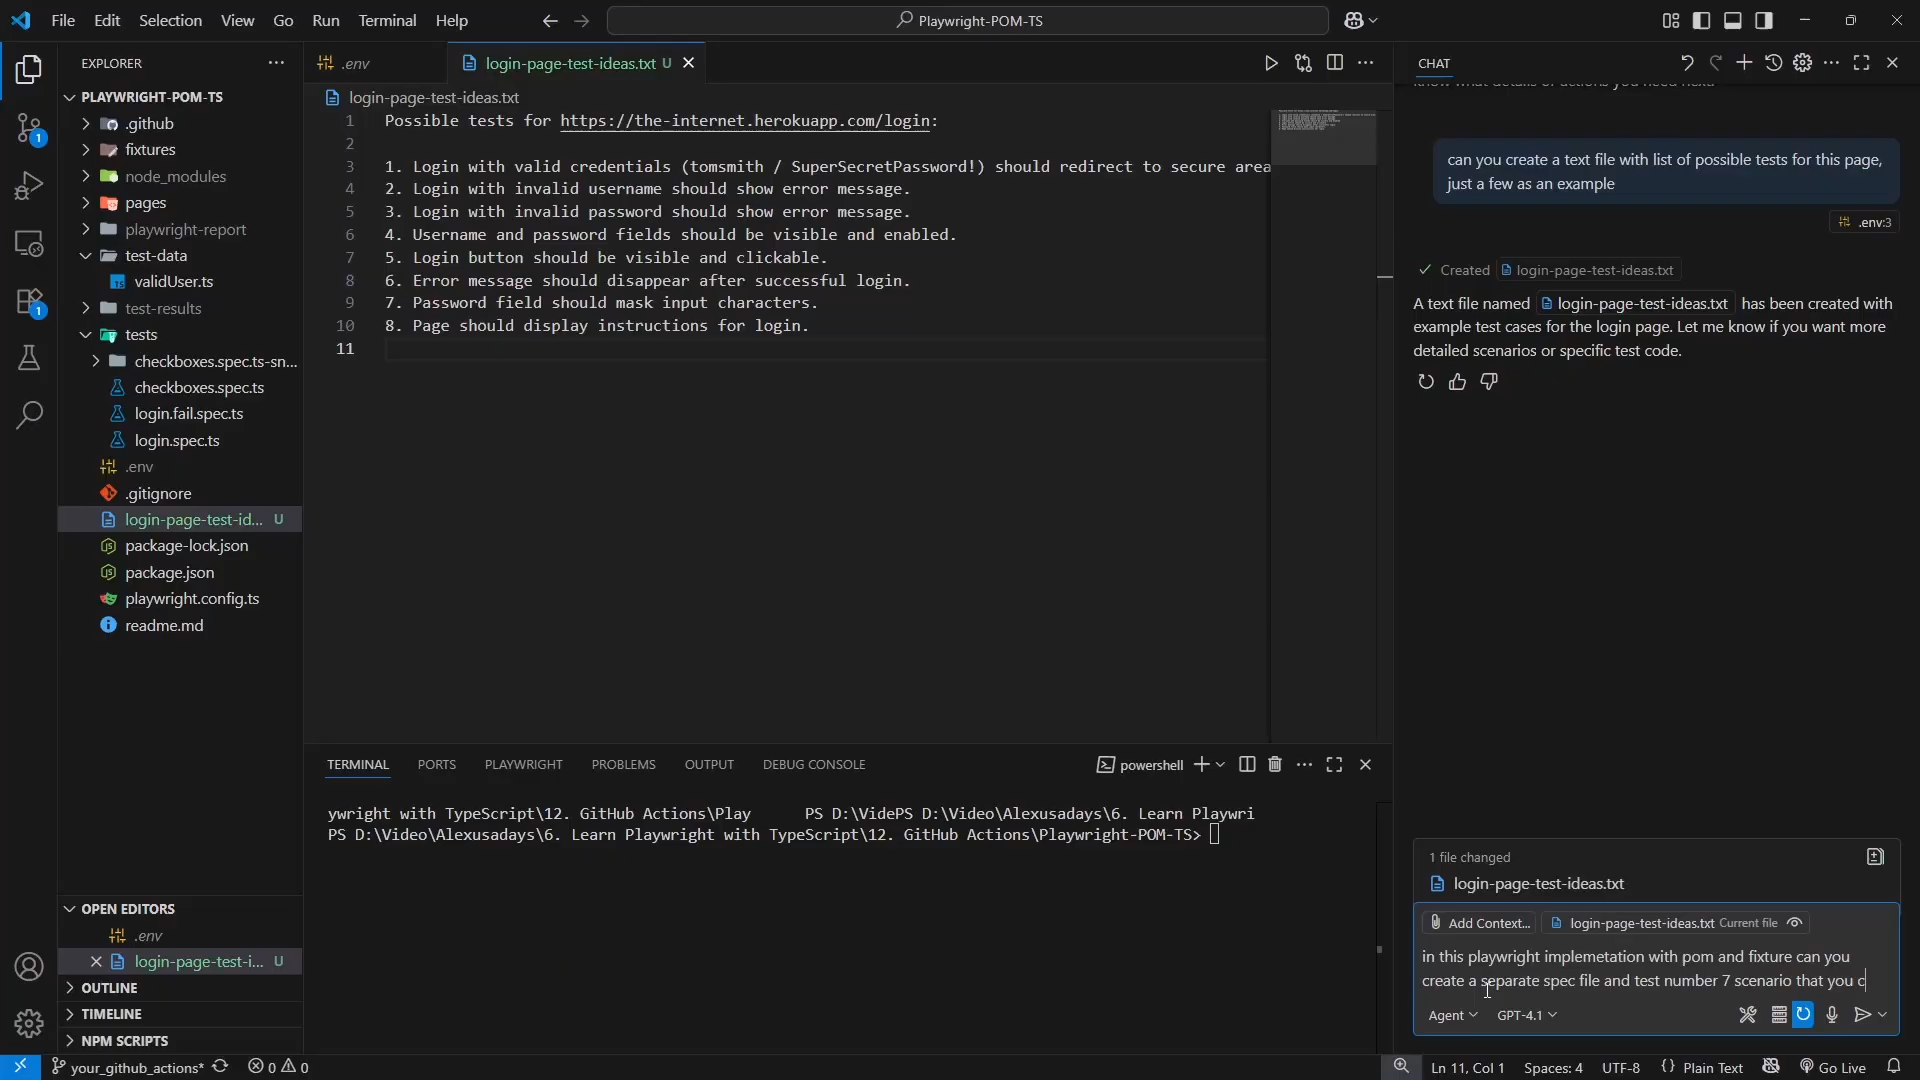 File Edit Selection View Go Run Terminal Help
Playwright-POM-TS
EXPLORER
PLAYWRIGHT-POM-TS
.github
fixtures
node_modules
pages
playwright-report
test-data
validUser.ts
test-results
tests
checkboxes.spec.ts-sn...
checkboxes.spec.ts
login.fail.spec.ts
login.spec.ts
.env
.gitignore
login-page-test-id... U
package-lock.json
package.json
playwright.config.ts
readme.md
OPEN EDITORS
.env
login-page-test-i... U
OUTLINE
TIMELINE
NPM SCRIPTS
.env
login-page-test-ideas.txt U
login-page-test-ideas.txt
1 Possible tests for https://the-internet.herokuapp.com/login:
2
3 1. Login with valid credentials (tomsmith / SuperSecretPassword!) should redirect to secure area
4 2. Login with invalid username should show error message.
5 3. Login with invalid password should show error message.
6 4. Username and password fields should be visible and enabled.
7 5. Login button should be visible and clickable.
8 6. Error message should disappear after successful login.
9 7. Password field should mask input characters.
10 8. Page should display instructions for login.
11
TERMINAL PORTS PLAYWRIGHT PROBLEMS OUTPUT DEBUG CONSOLE
powershell
ywright with TypeScript\12. GitHub Actions\Play PS D:\VidePS D:\Video\Alexusadays\6. Learn Playwri
PS D:\Video\Alexusadays\6. Learn Playwright with TypeScript\12. GitHub Actions\Playwright-POM-TS>
CHAT
know what details or actions you need next.
can you create a text file with list of possible tests for this page,
just a few as an example
.env:3
Created login-page-test-ideas.txt
A text file named login-page-test-ideas.txt has been created with
example test cases for the login page. Let me know if you want more
detailed scenarios or specific test code.
1 file changed
login-page-test-ideas.txt
Add Context... login-page-test-ideas.txt Current file
in this playwright implemetation with pom and fixture can you
create a separate spec file and test number 7 scenario that you c
Agent GPT-4.1
your_github_actions* 0 0
Ln 11, Col 1 Spaces: 4 UTF-8 {} Plain Text Go Live